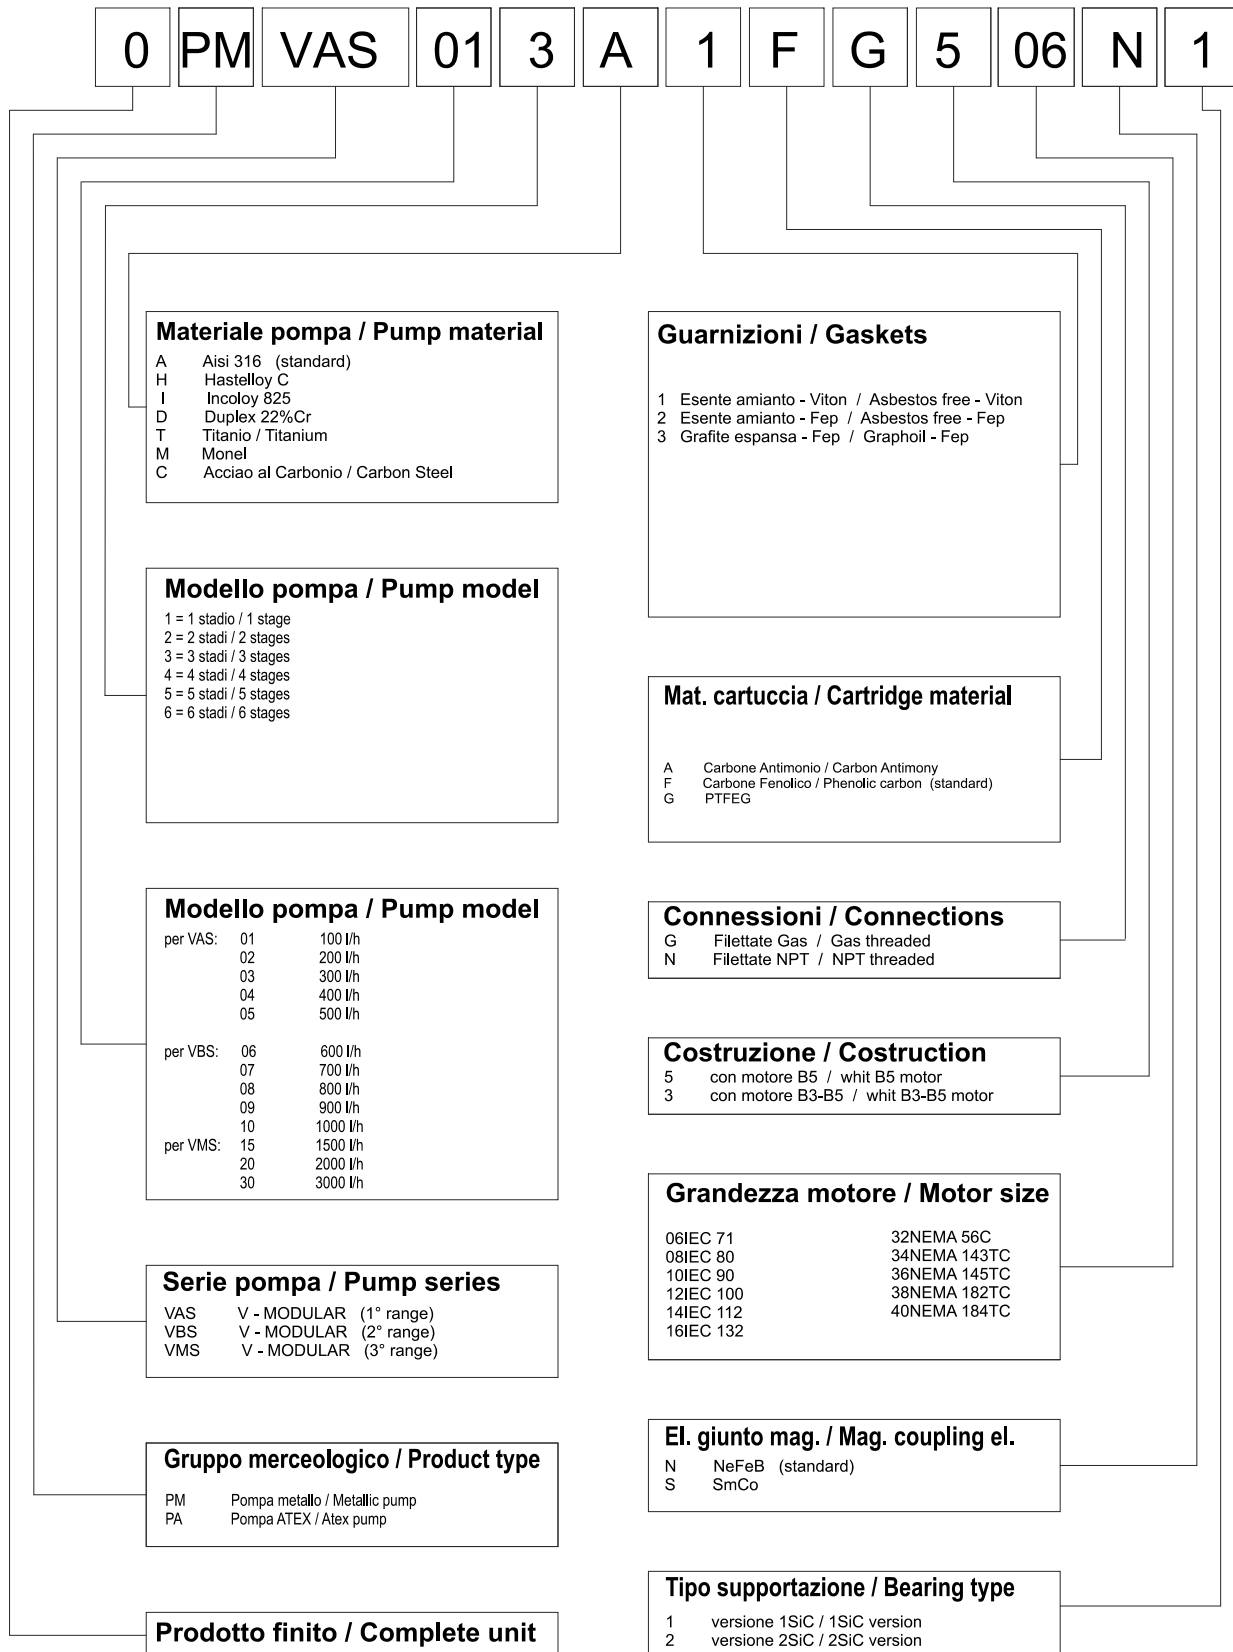 0 PM VAS 01 3 A 1 F G 5 06 N 1
Materiale pompa / Pump material
A Aisi 316 (standard)
H Hastelloy C
I Incoloy 825
D Duplex 22%Cr
T Titanio / Titanium
M Monel
C Acciao al Carbonio / Carbon Steel
Modello pompa / Pump model
1 = 1 stadio / 1 stage
2 = 2 stadi / 2 stages
3 = 3 stadi / 3 stages
4 = 4 stadi / 4 stages
5 = 5 stadi / 5 stages
6 = 6 stadi / 6 stages
Modello pompa / Pump model
per VAS: 01 100 l/h
02 200 l/h
03 300 l/h
04 400 l/h
05 500 l/h
per VBS: 06 600 l/h
07 700 l/h
08 800 l/h
09 900 l/h
10 1000 l/h
per VMS: 15 1500 l/h
20 2000 l/h
30 3000 l/h
Serie pompa / Pump series
VAS V - MODULAR (1° range)
VBS V - MODULAR (2° range)
VMS V - MODULAR (3° range)
Gruppo merceologico / Product type
PM Pompa metallo / Metallic pump
PA Pompa ATEX / Atex pump
Prodotto finito / Complete unit
Guarnizioni / Gaskets
1 Esente amianto - Viton / Asbestos free - Viton
2 Esente amianto - Fep / Asbestos free - Fep
3 Grafite espansa - Fep / Graphoil - Fep
Mat. cartuccia / Cartridge material
A Carbone Antimonio / Carbon Antimony
F Carbone Fenolico / Phenolic carbon (standard)
G PTFEG
Connessioni / Connections
G Filettate Gas / Gas threaded
N Filettate NPT / NPT threaded
Costruzione / Costruction
5 con motore B5 / whit B5 motor
3 con motore B3-B5 / whit B3-B5 motor
Grandezza motore / Motor size
06IEC 71 32NEMA 56C
08IEC 80 34NEMA 143TC
10IEC 90 36NEMA 145TC
12IEC 100 38NEMA 182TC
14IEC 112 40NEMA 184TC
16IEC 132
El. giunto mag. / Mag. coupling el.
N NeFeB (standard)
S SmCo
Tipo supportazione / Bearing type
1 versione 1SiC / 1SiC version
2 versione 2SiC / 2SiC version